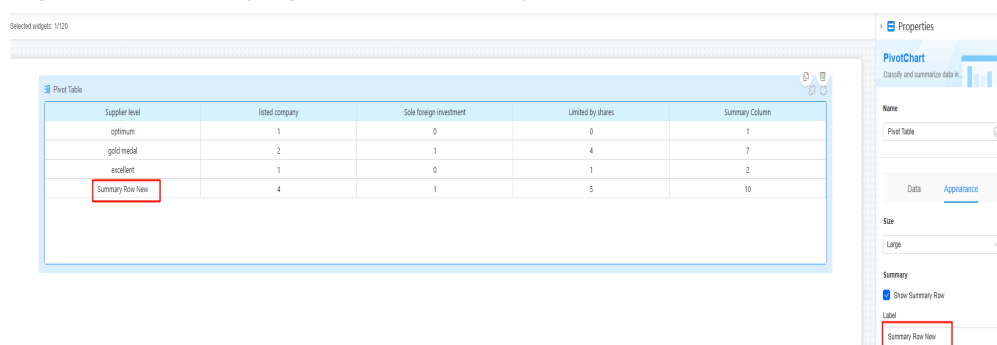 Selected widgets: 1/120
Properties
PivotChart
Classify and summarize data in...
Pivot Table
Name
Supplier level listed company Sole foreign investment Limited by shares Summary Column
Pivot Table
optimum 1 0 0 1
gold medal 2 1 4 7
excellent 1 0 1 2
Summary Row New 4 1 5 10
Data Appearance
Size
Large
Summary
Show Summary Row
Label
Summary Row New